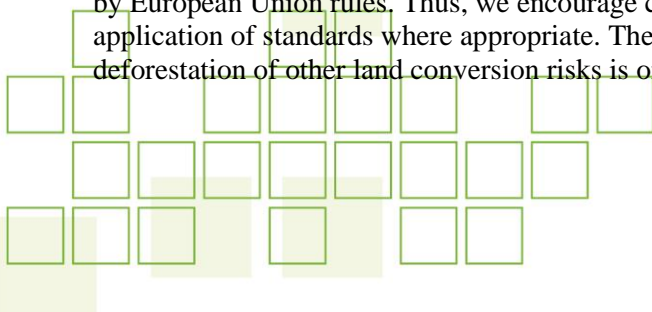 by European Union rules. Thus, we encourage
application of standards where appropriate. The
deforestation of other land conversion risks is